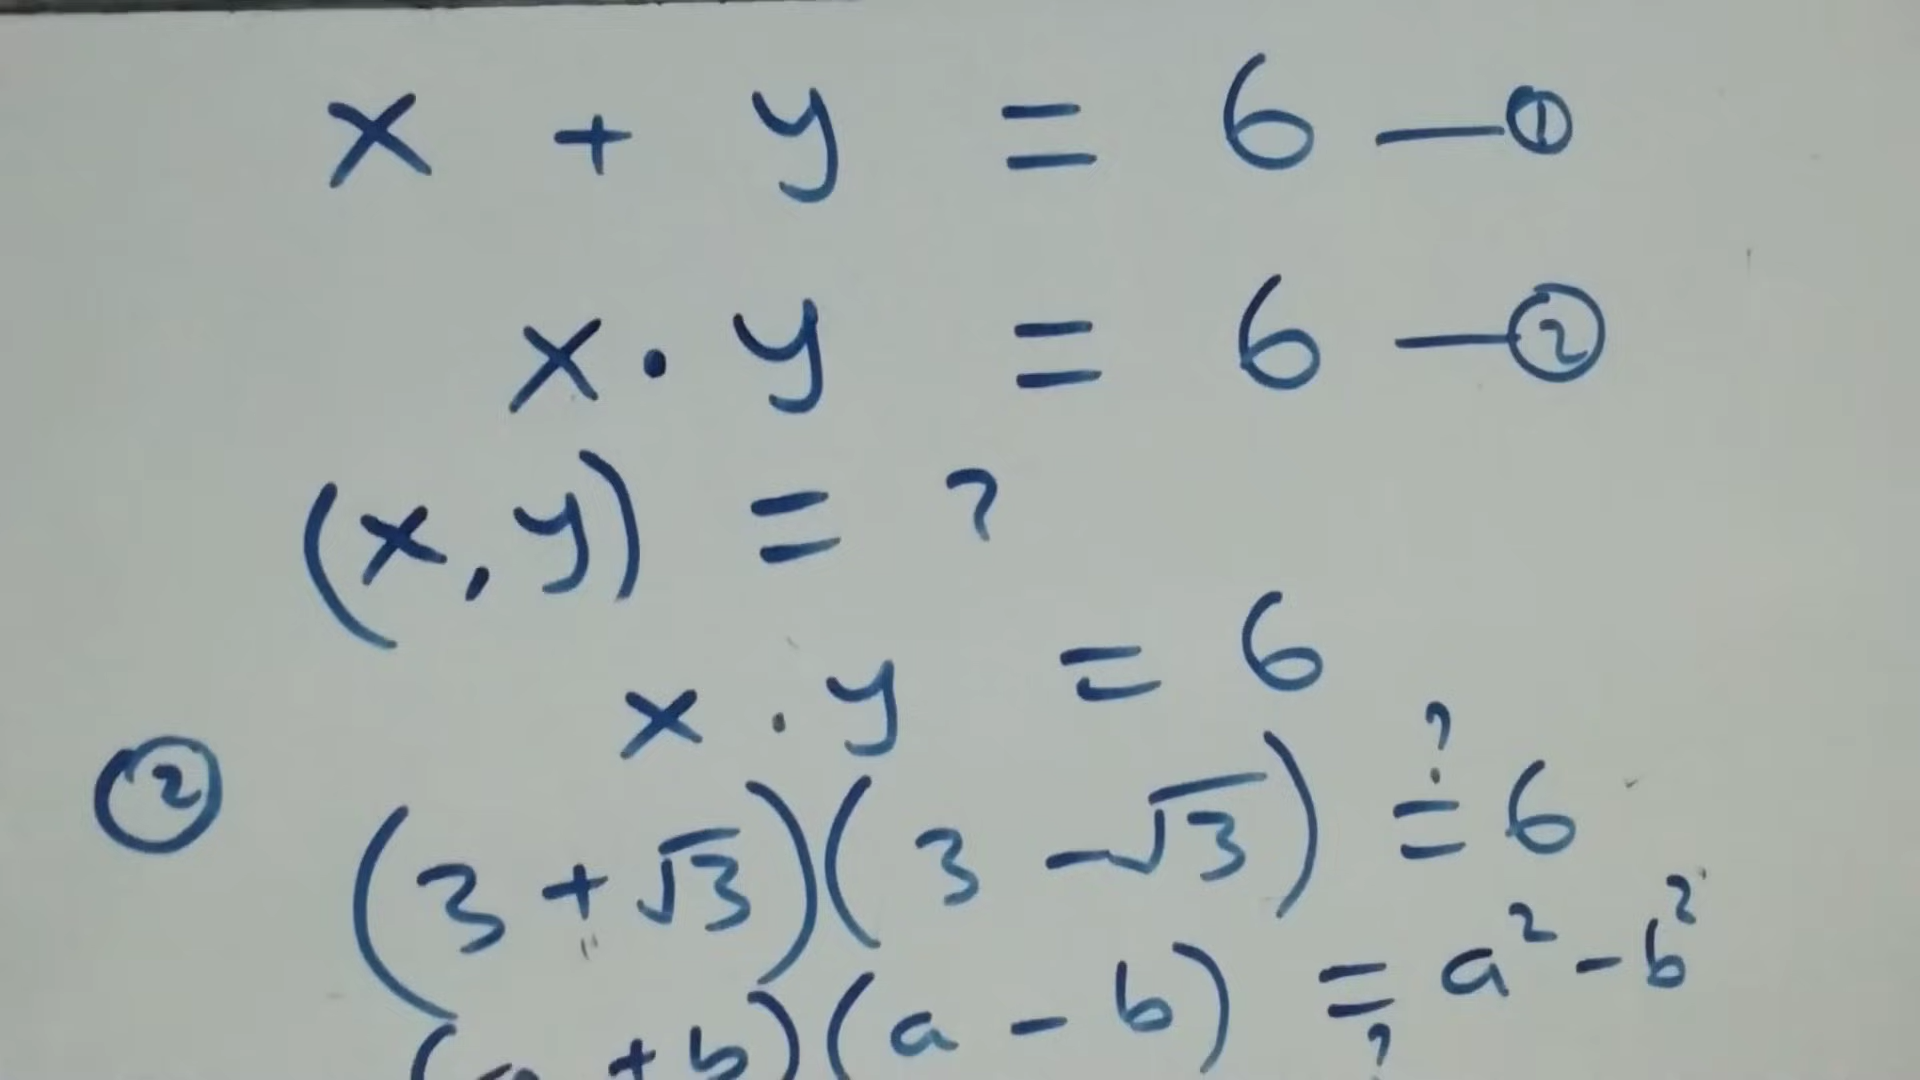 x + y = 6 — ①
x · y = 6 — ②
(x, y) = ?
x · y = 6
② (3 + √3)(3 - √3) ≟ 6
(a + b)(a - b) = a² - b²
?